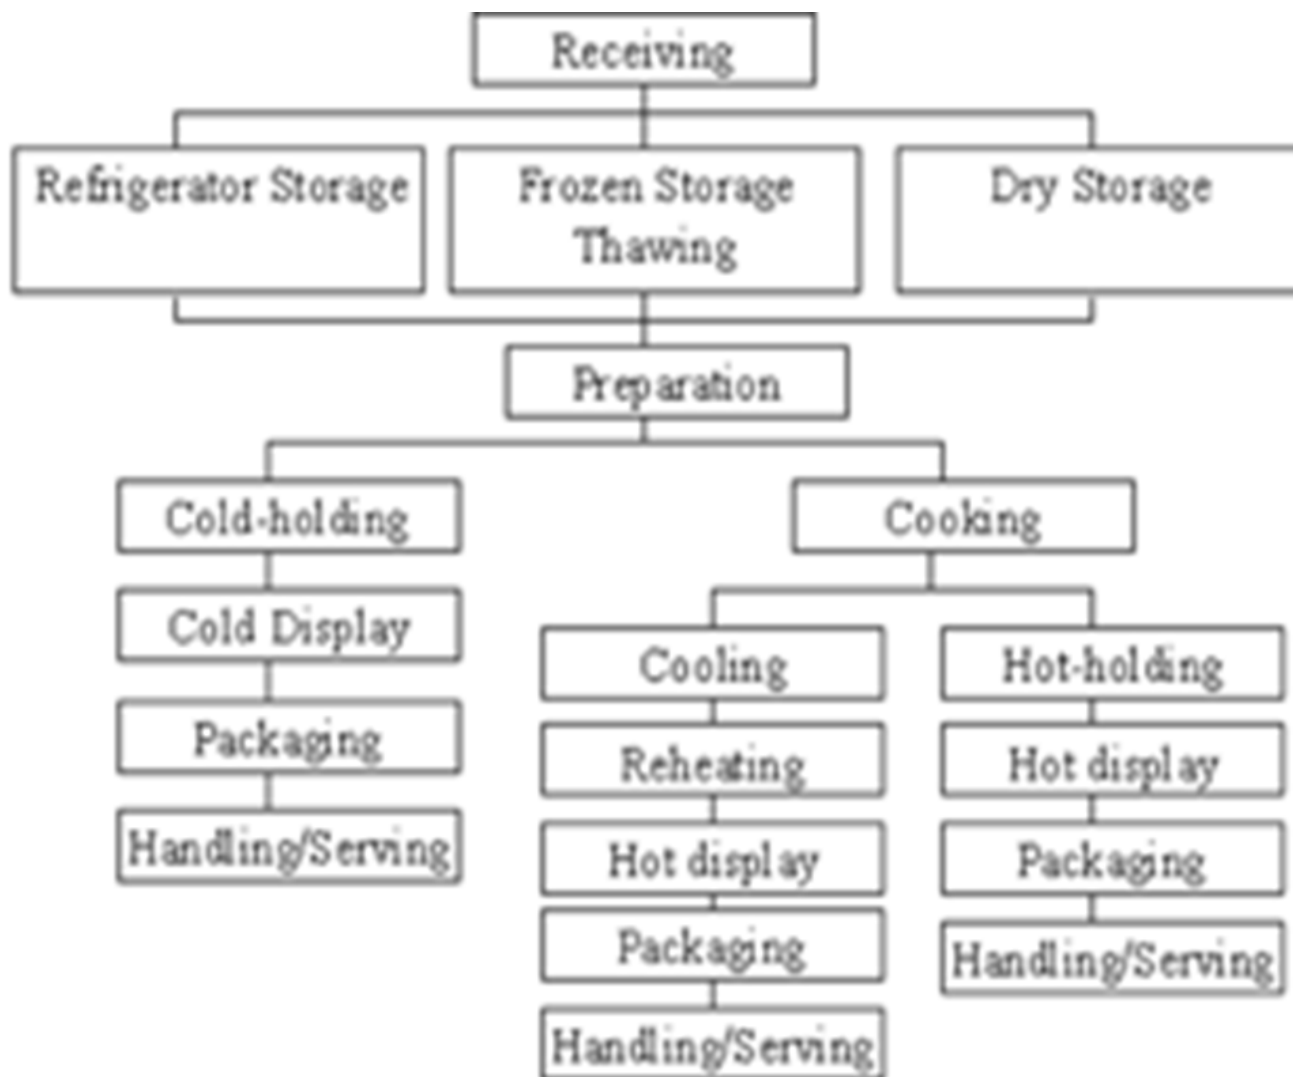 Receiving
Refrigerator Storage
Frozen Storage
Thawing
Dry Storage
Preparation
Cold-holding
Cooking
Cold Display
Packaging
Handling/Serving
Cooling
Reheating
Hot display
Packaging
Handling/Serving
Hot-holding
Hot display
Packaging
Handling/Serving